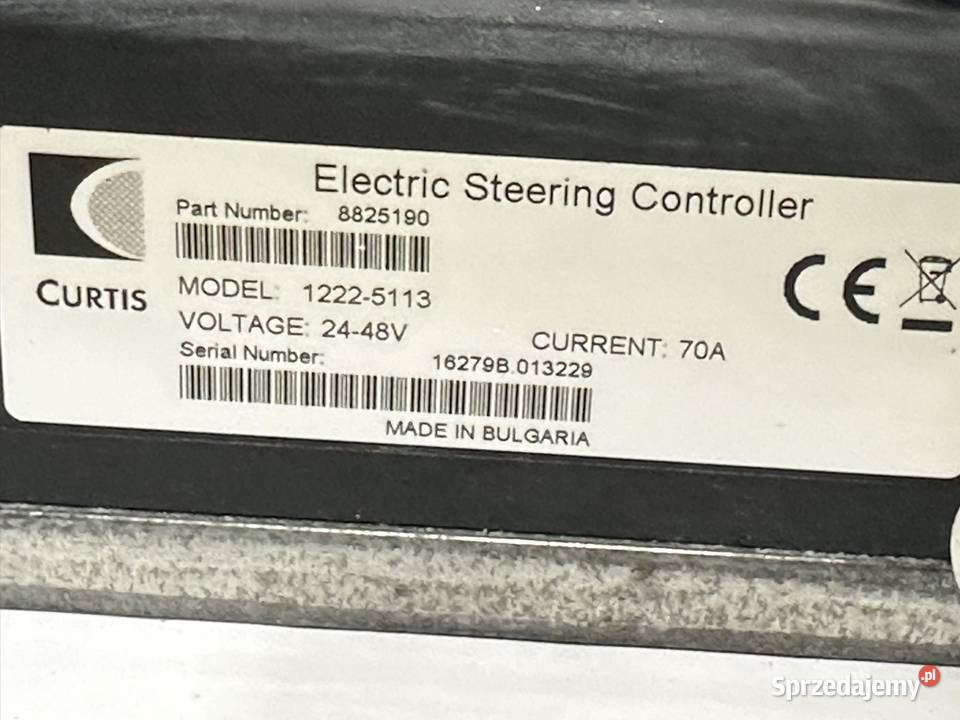 Electric Steering Controller
Part Number: 8825190
CURTIS
MODEL: 1222-5113
VOLTAGE: 24-48V
CURRENT: 70A
Serial Number: 16279B.013229
MADE IN BULGARIA
CE
Sprzedajemy.pl